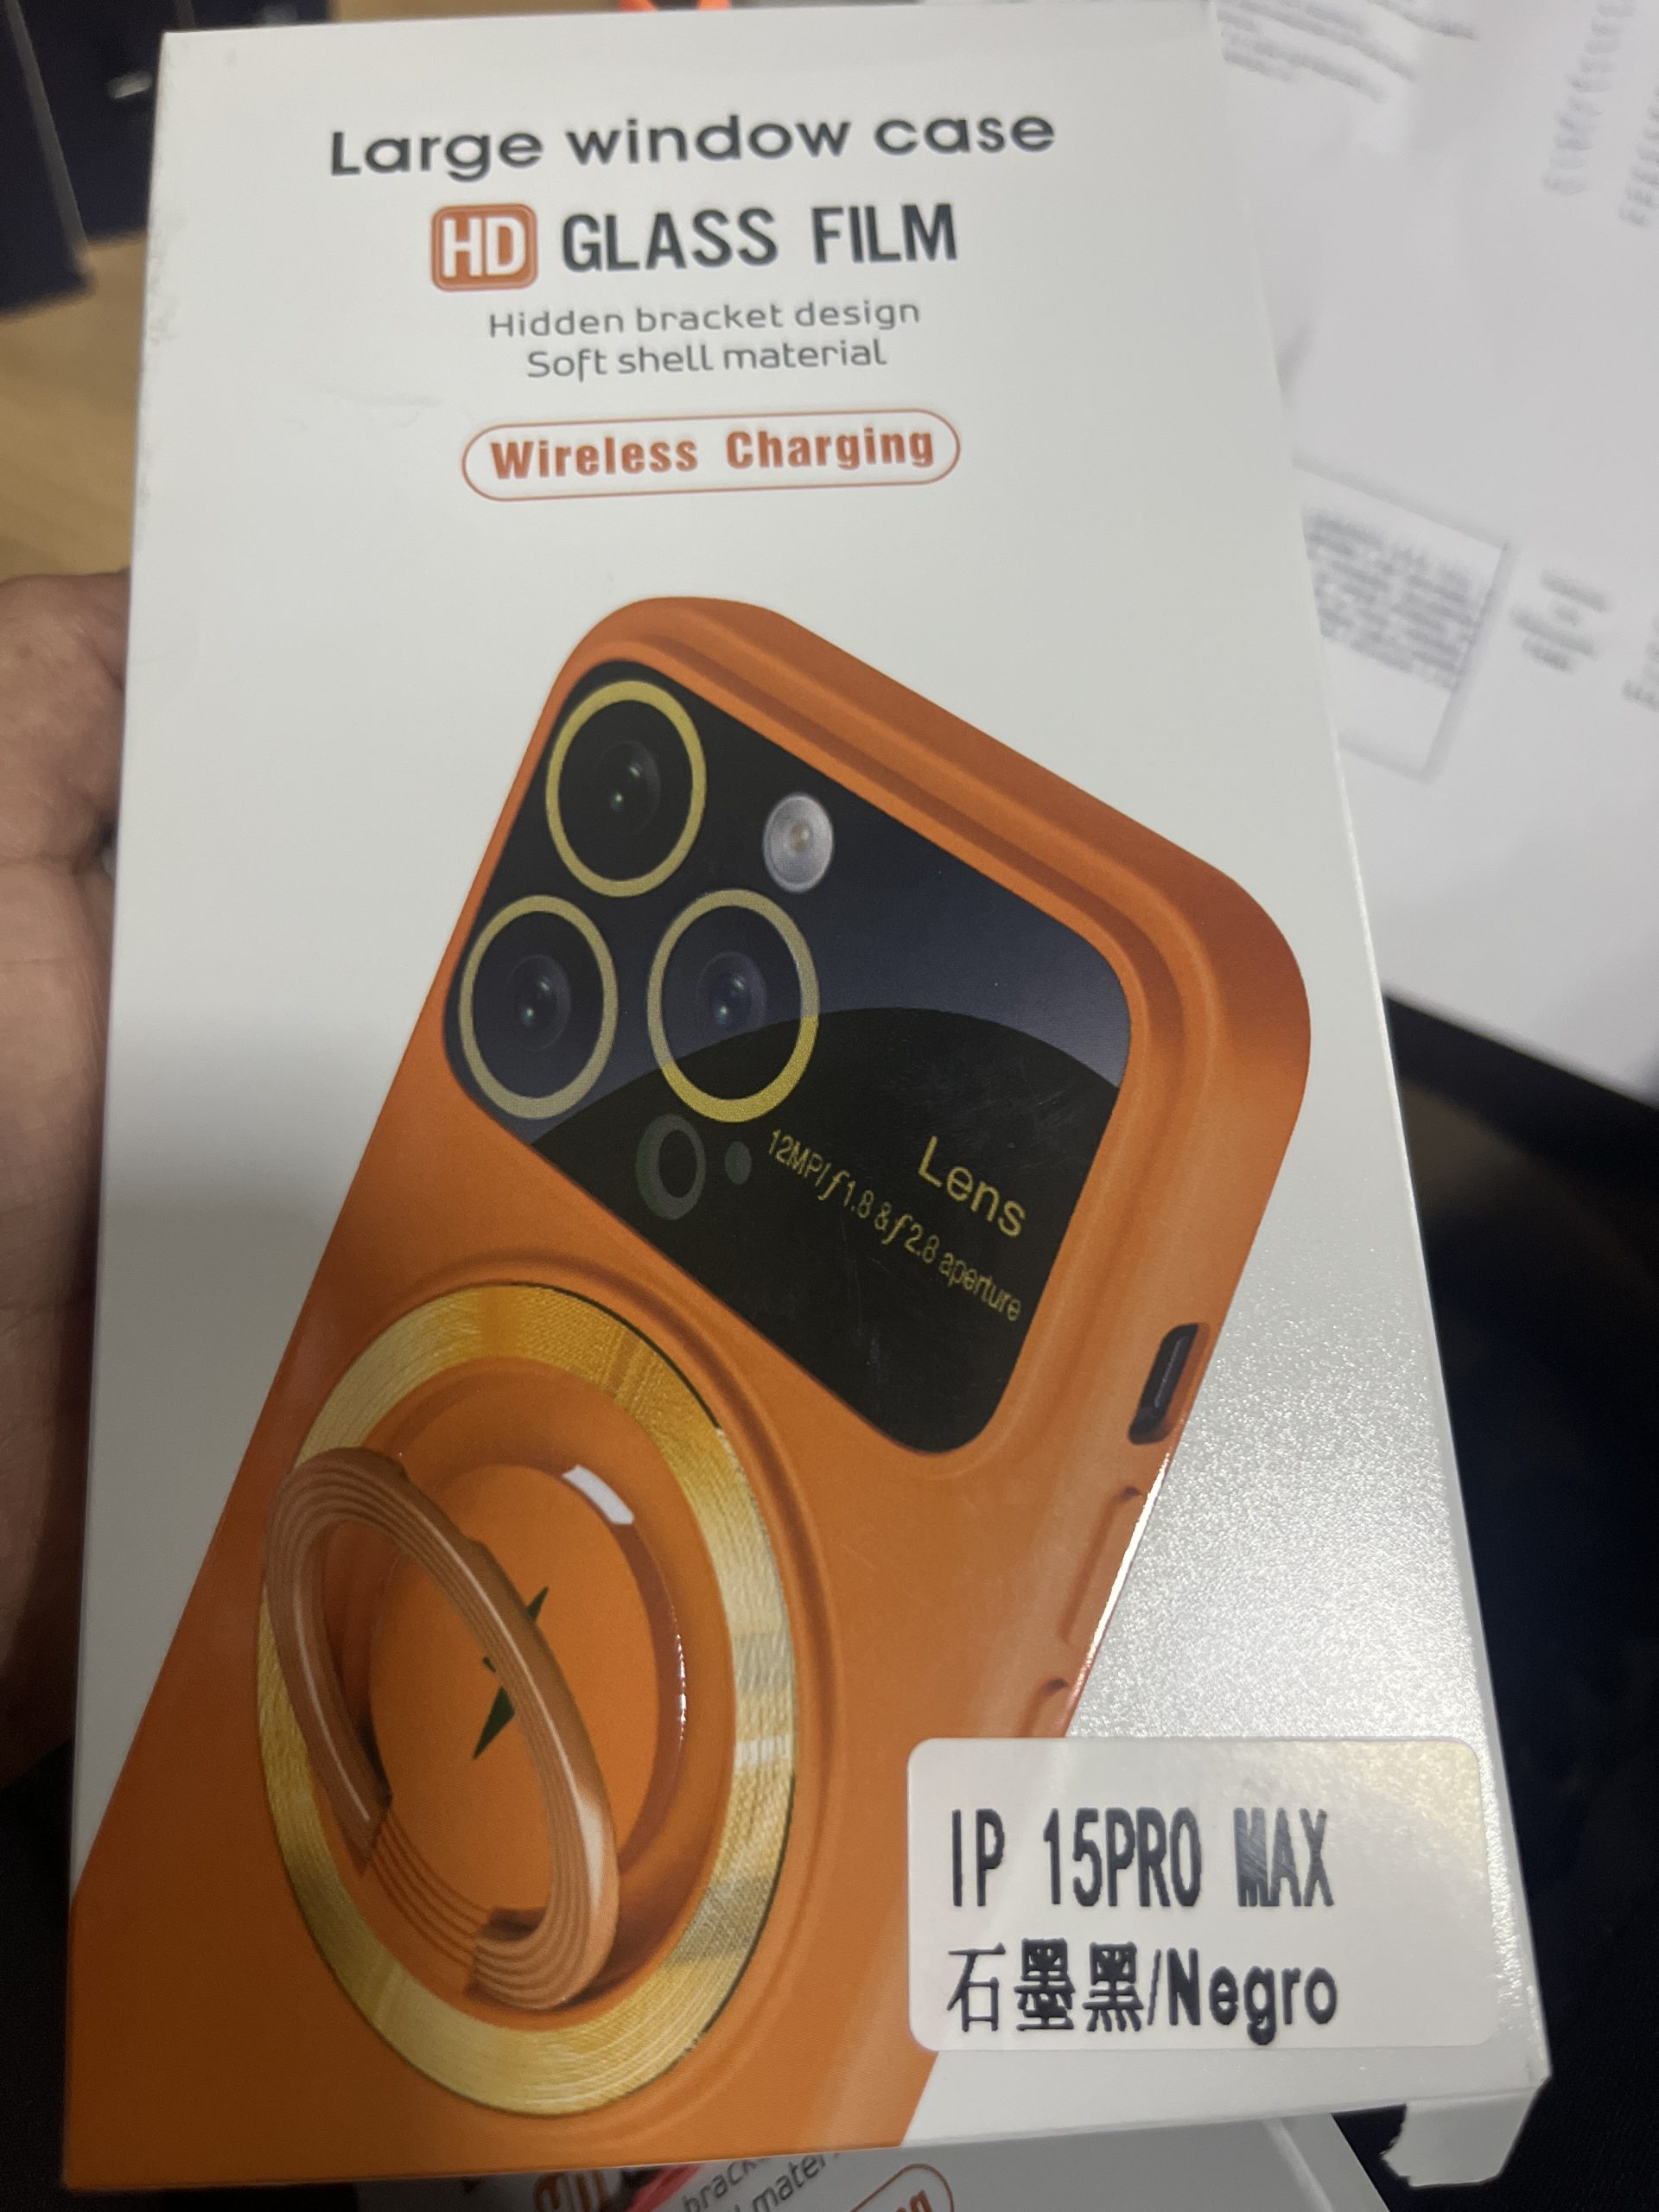 Large window case
HD GLASS FILM
Hidden bracket design
Soft shell material
Wireless Charging
Lens
12MP/ƒ1.8 &ƒ2.8 aperture
IP 15PRO MAX
石墨黑/Negro